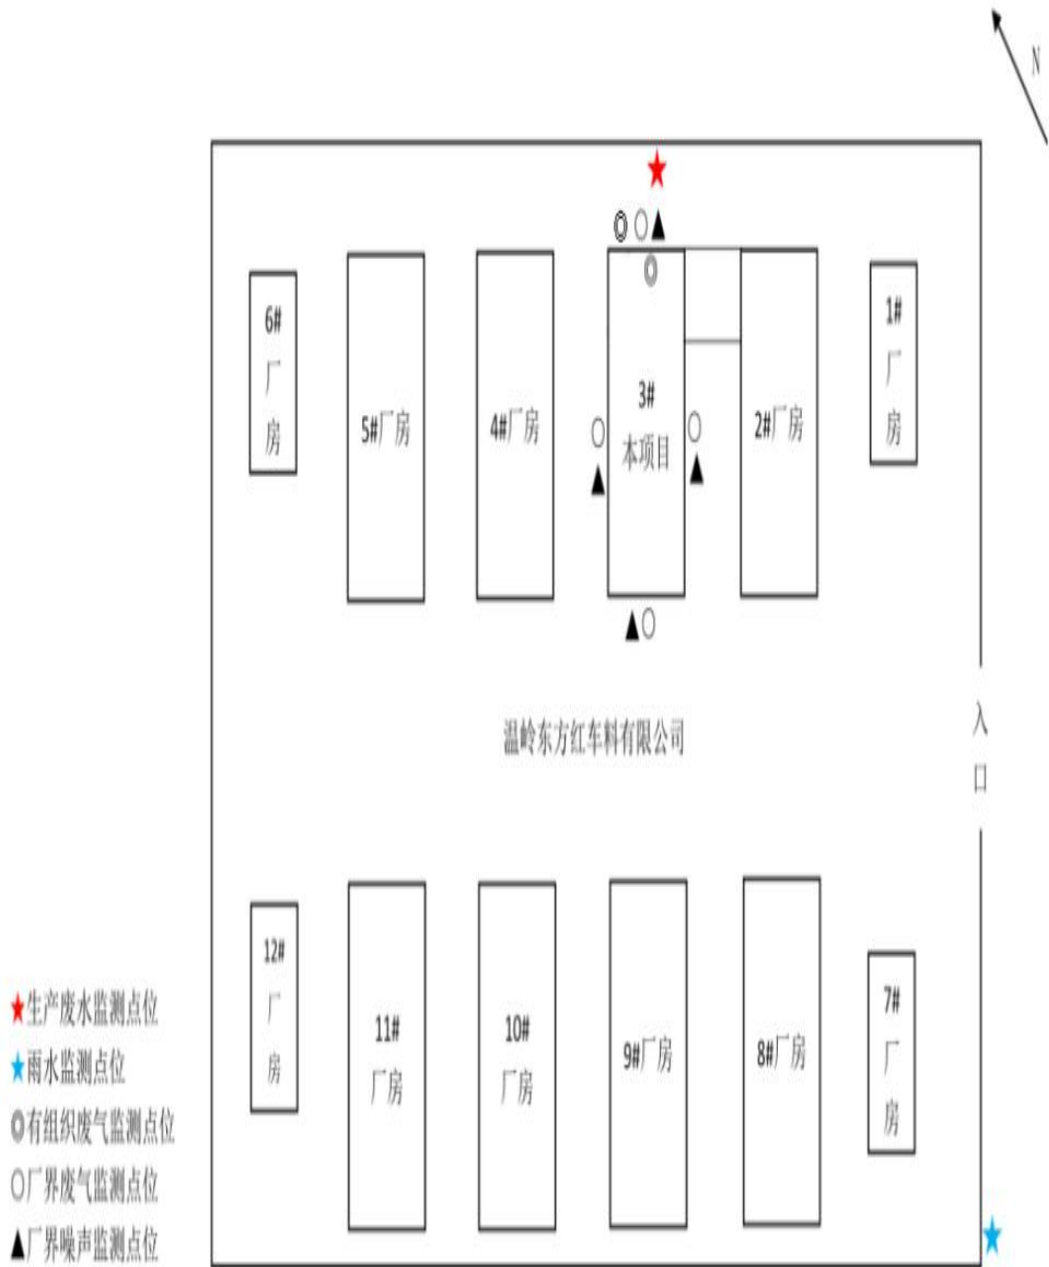 N
6#
厂
房
5#厂房
4#厂房
3#
本项目
2#厂房
1#
厂
房
温岭东方红车料有限公司
入
口
12#
厂
房
11#
厂房
10#
厂房
9#厂房
8#厂房
7#
厂
房
生产废水监测点位
雨水监测点位
有组织废气监测点位
厂界废气监测点位
厂界噪声监测点位